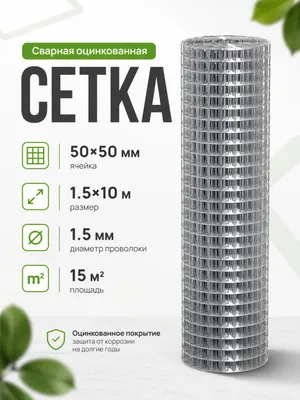 Сварная оцинкованная
СЕТКА
50×50 мм
ячейка
1.5×10 м
размер
1.5 мм
диаметр проволоки
m²
15 м²
площадь
Оцинкованное покрытие
защита от коррозии
на долгие годы